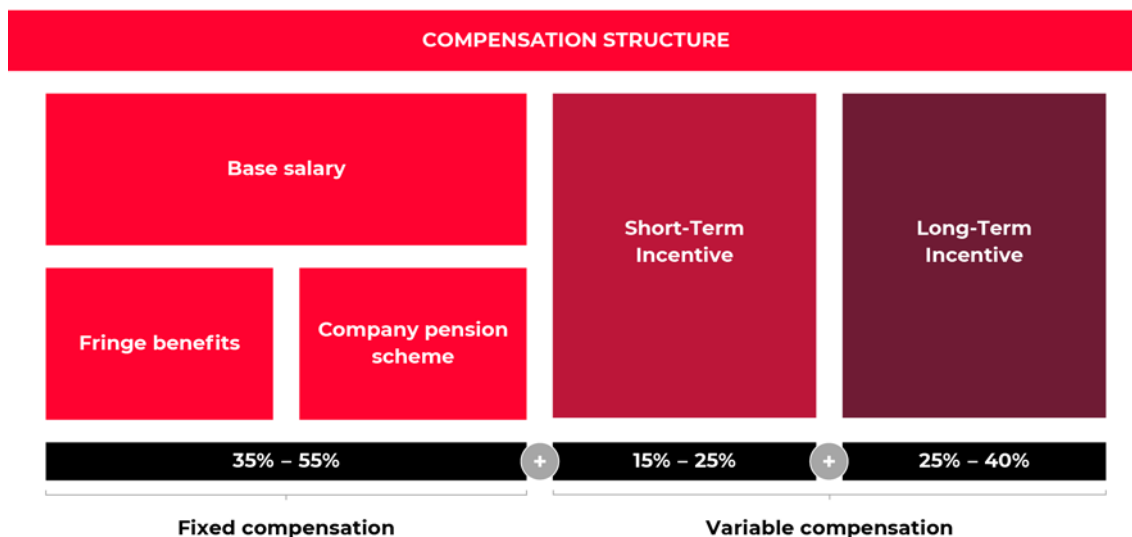 COMPENSATION STRUCTURE
Base salary
Short-Term
Incentive
Long-Term
Incentive
Fringe benefits
Company pension
scheme
35% – 55%
+
15% – 25%
+
25% – 40%
Fixed compensation
Variable compensation